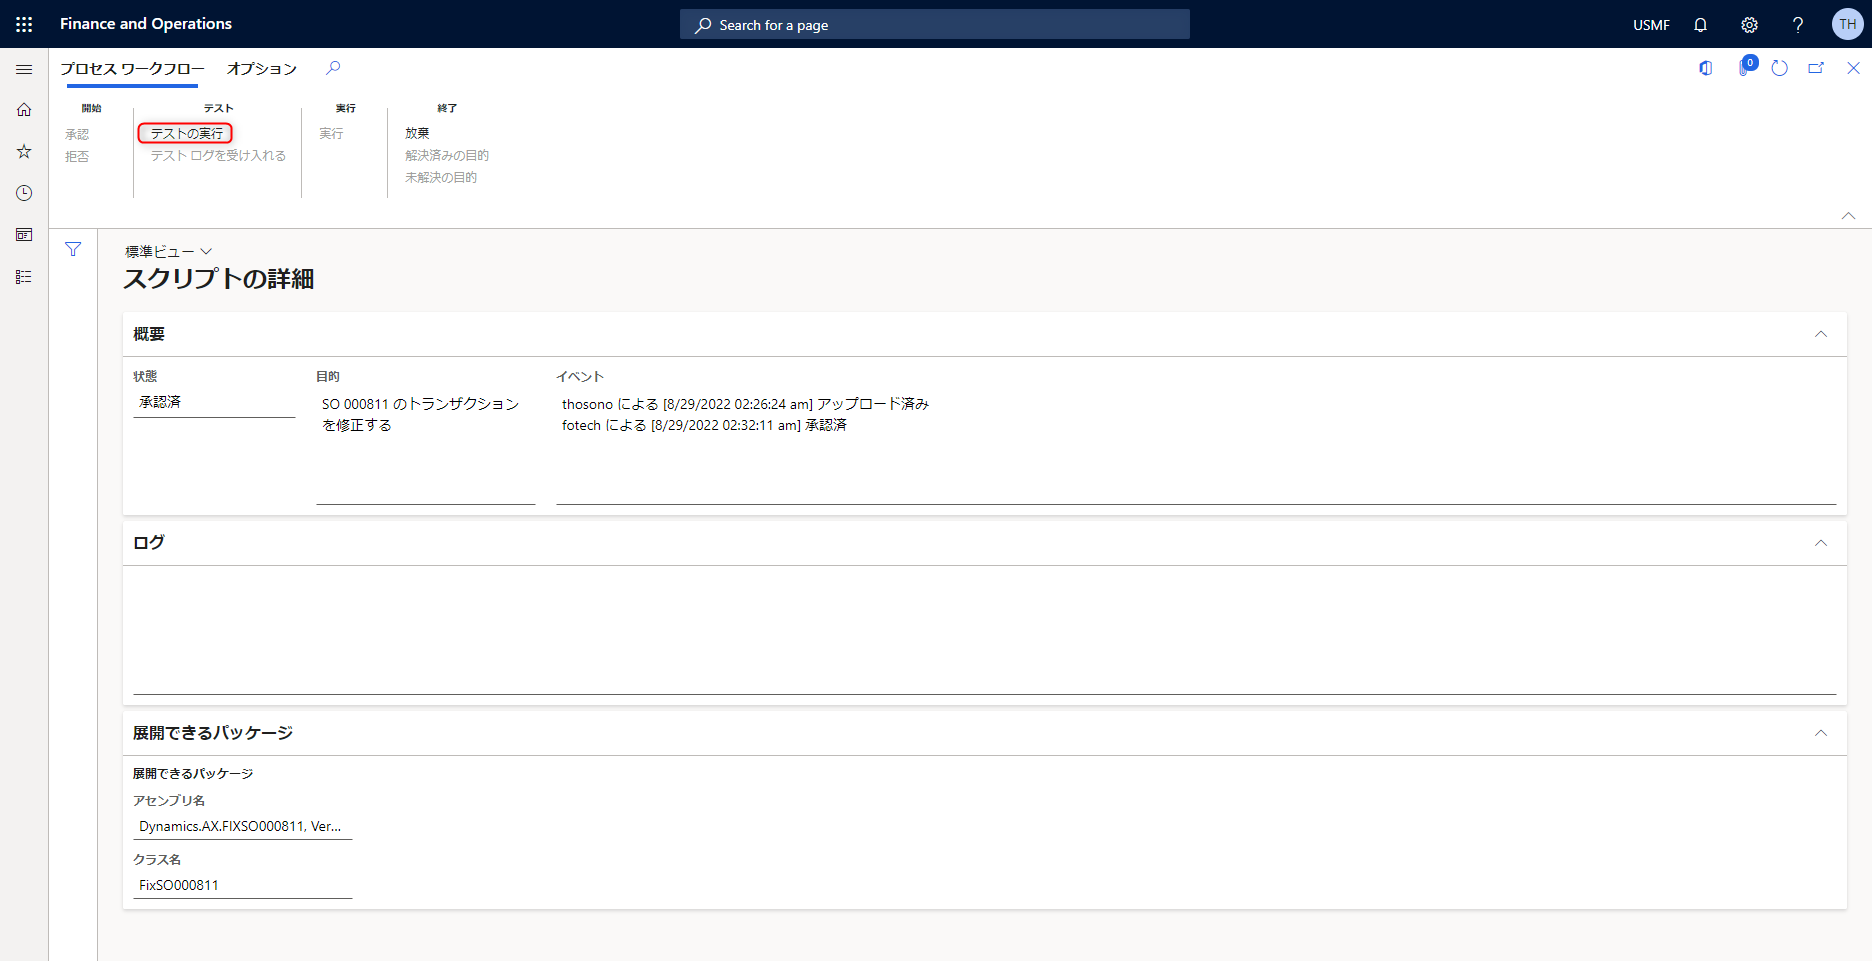 Finance and Operations
Search for a page
USMF
TH
プロセス ワークフロー
オプション
0
開始
承認
拒否
テスト
テストの実行
テスト ログを受け入れる
実行
実行
終了
放棄
解決済みの目的
未解決の目的
標準ビュー
スクリプトの詳細
概要
状態
承認済
目的
SO 000811 のトランザクション
を修正する
イベント
thosono による [8/29/2022 02:26:24 am] アップロード済み
fotech による [8/29/2022 02:32:11 am] 承認済
ログ
展開できるパッケージ
展開できるパッケージ
アセンブリ名
Dynamics.AX.FIXSO000811, Ver...
クラス名
FixSO000811